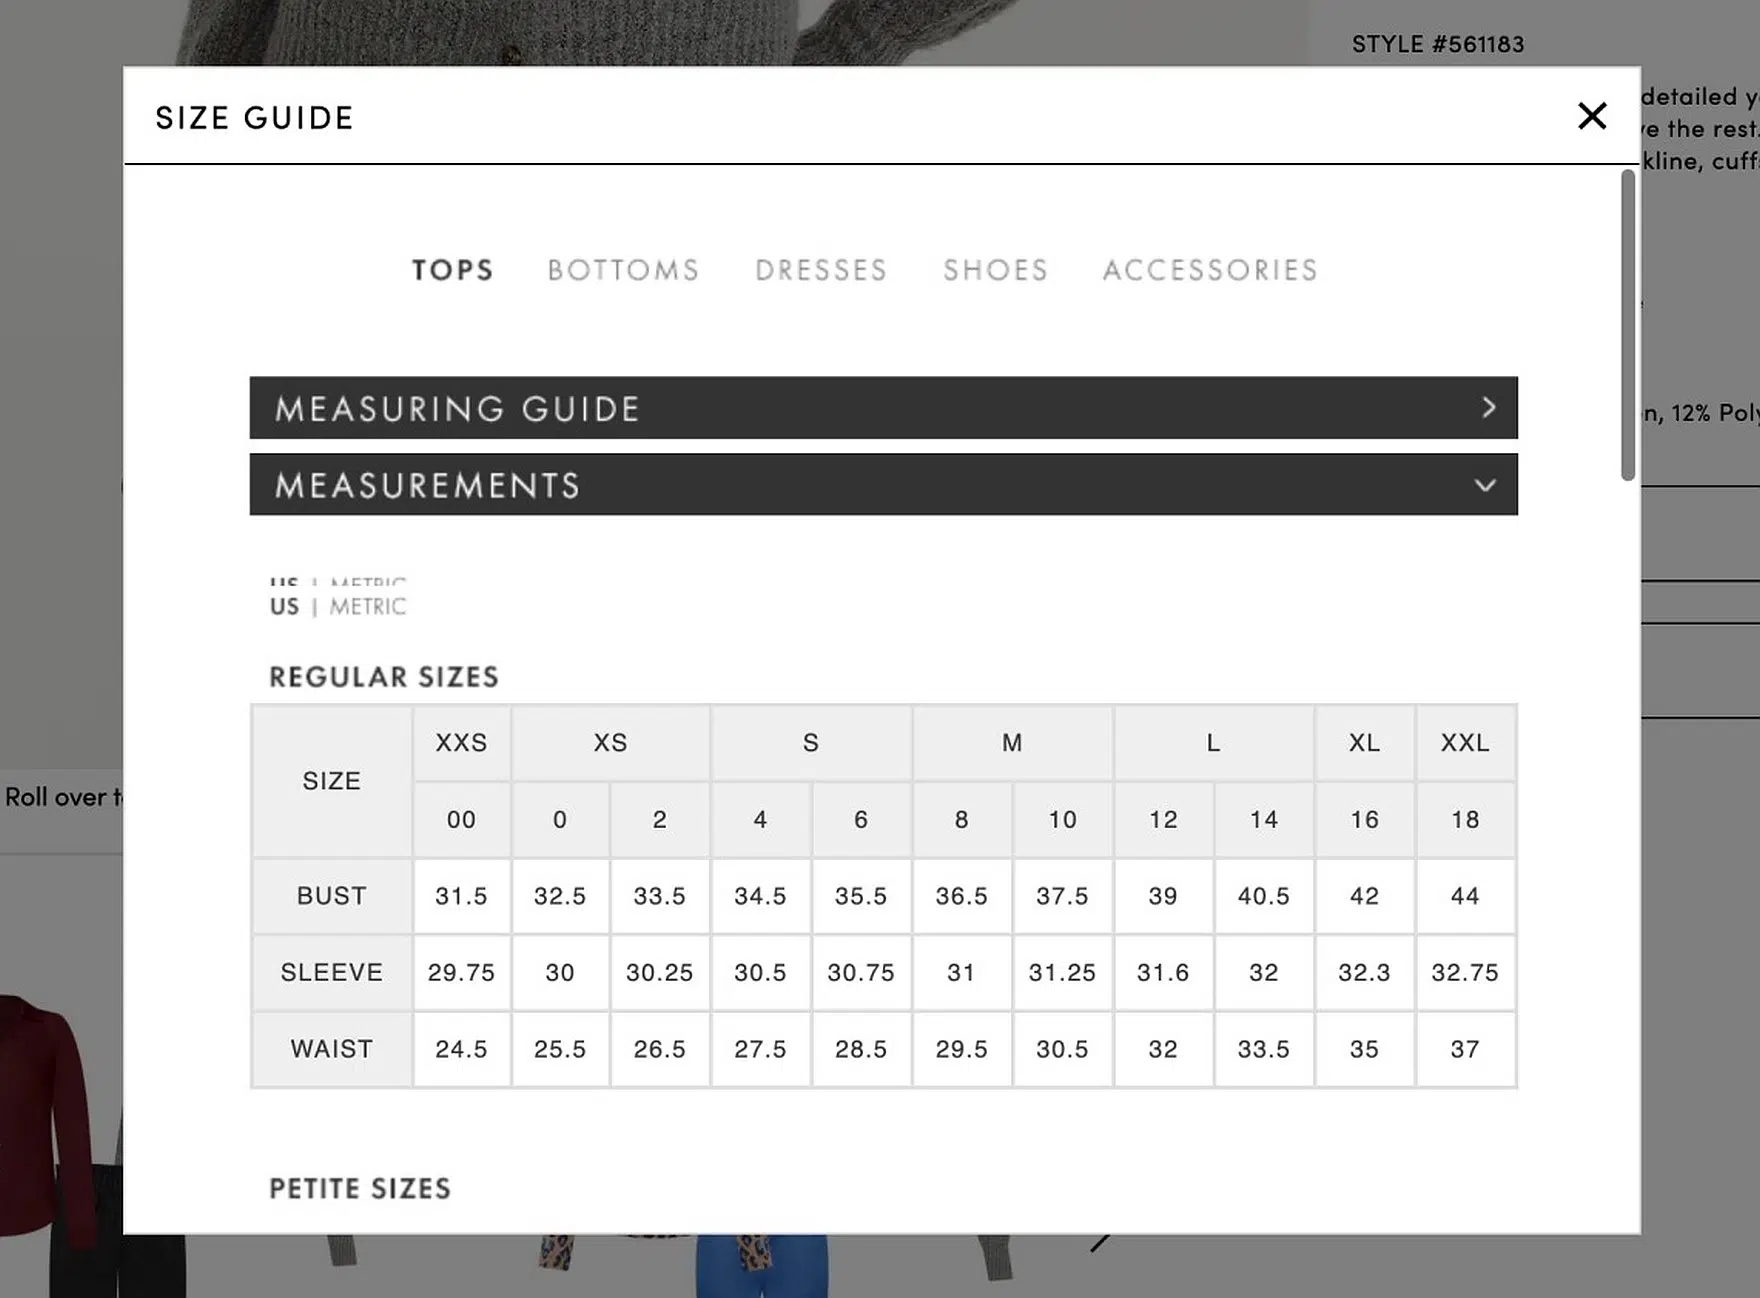 STYLE #561183
SIZE GUIDE
detailed
the rest.
cuff
TOPS BOTTOMS DRESSES SHOES ACCESSORIES
MEASURING GUIDE
12% Poly
MEASUREMENTS
US | METRIC
US | METRIC
REGULAR SIZES
SIZE XXS XS S M L XL XXL
00 0 2 4 6 8 10 12 14 16 18
Roll over
BUST 31.5 32.5 33.5 34.5 35.5 36.5 37.5 39 40.5 42 44
SLEEVE 29.75 30 30.25 30.5 30.75 31 31.25 31.6 32 32.3 32.75
WAIST 24.5 25.5 26.5 27.5 28.5 29.5 30.5 32 33.5 35 37
PETITE SIZES